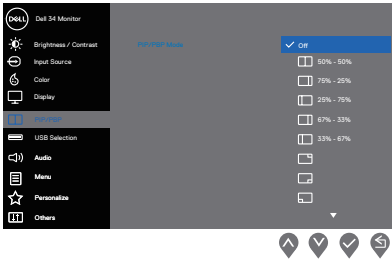 DELL
Dell 34 Monitor
Brightness / Contrast
Input Source
Color
Display
PIP/PBP
USB Selection
Audio
Menu
Personalize
Others
PIP/PBP Mode
Off
50% - 50%
75% - 25%
25% - 75%
67% - 33%
33% - 67%